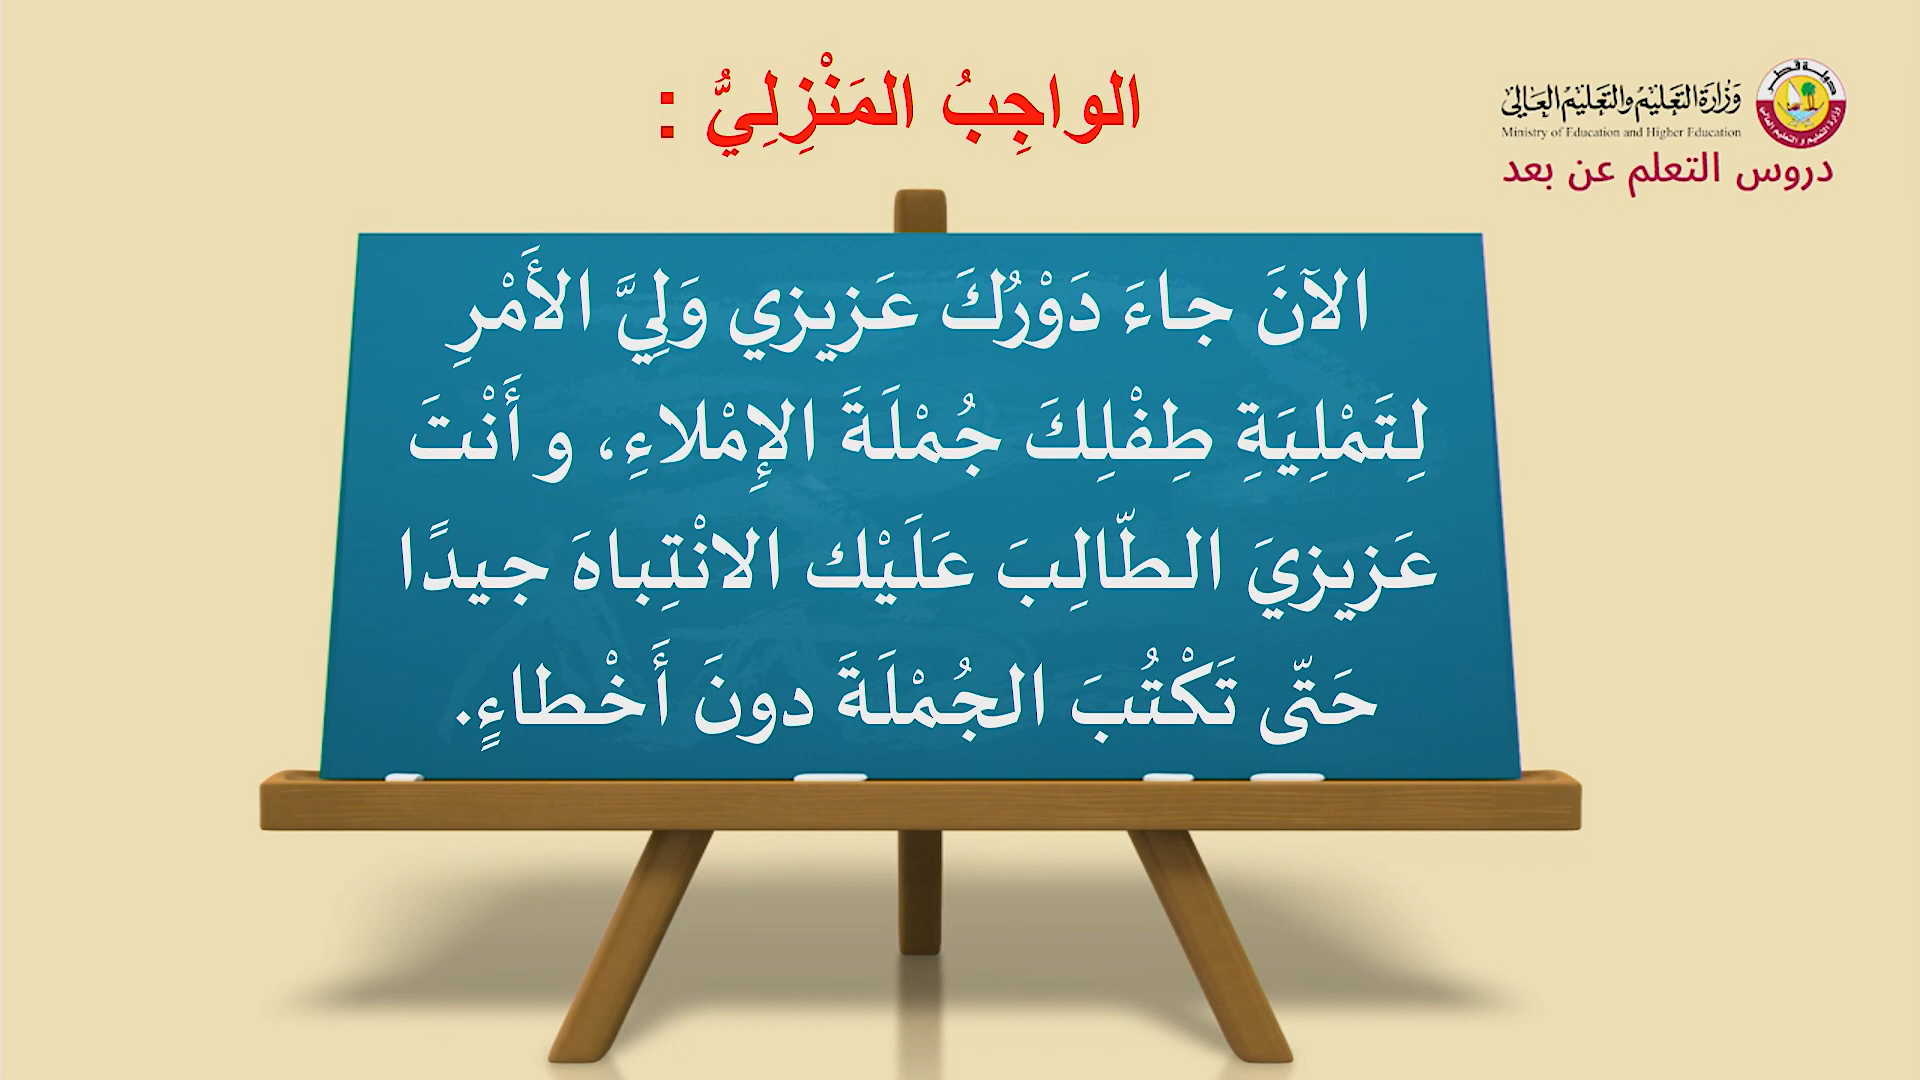 الواجِبُ المَنْزِلِيُّ :
وزارة التعليم والتعليم العالي
Ministry of Education and Higher Education
دروس التعلم عن بعد
الآنَ جاءَ دَوْرُكَ عَزيزي وَلِيَّ الأَمْرِ
لِتَمْلِيَةِ طِفْلِكَ جُمْلَةَ الإِمْلاءِ، و أَنْتَ
عَزيزيَ الطّالِبَ عَلَيْك الانْتِباهَ جيدًا
حَتّى تَكْتُبَ الجُمْلَةَ دونَ أَخْطاءٍ.